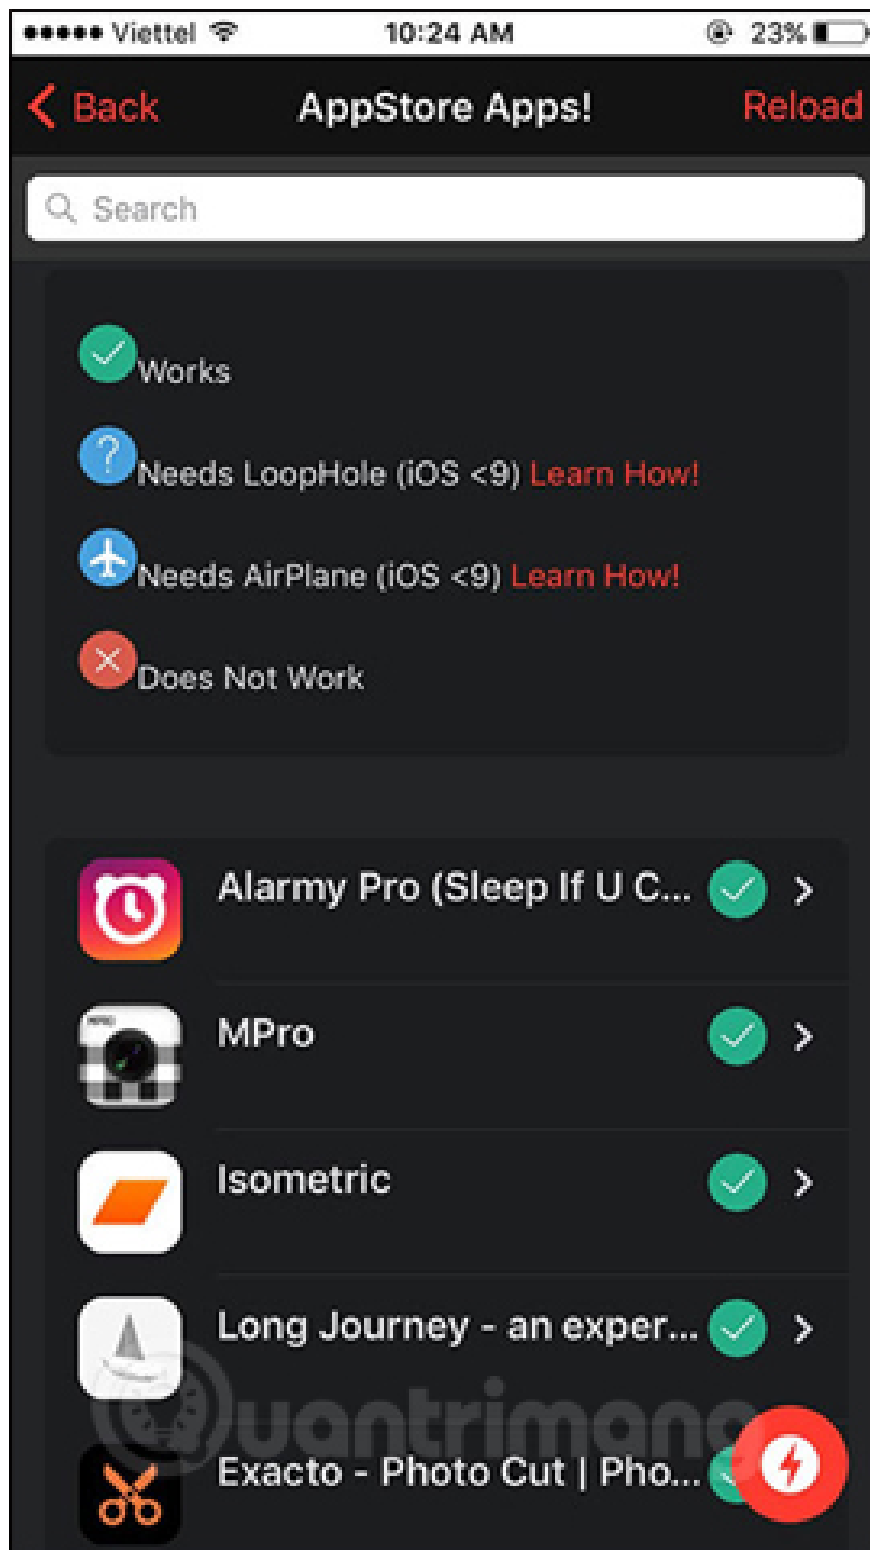 Viettel 10:24 AM 23%
Back AppStore Apps! Reload
Search
Works
Needs LoopHole (iOS <9) Learn How!
Needs AirPlane (iOS <9) Learn How!
Does Not Work
Alarmy Pro (Sleep If U C...
MPRO
MPro
Isometric
Long Journey - an exper...
Quantrimang
Exacto - Photo Cut | Pho...